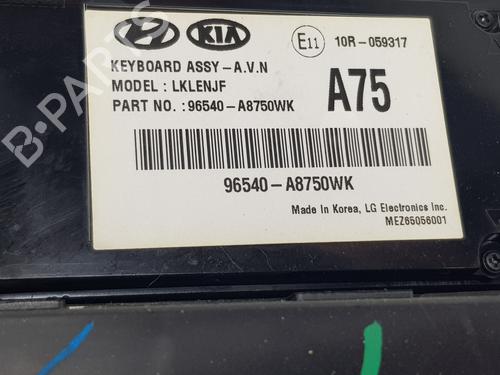 KIA
E11
10R-059317
KEYBOARD ASSY-A.V.N
MODEL : LKLENJF
PART NO. : 96540-A8750WK
A75
96540-A8750WK
Made in Korea, LG Electronics Inc.
MEZ65056001
B-PARTS